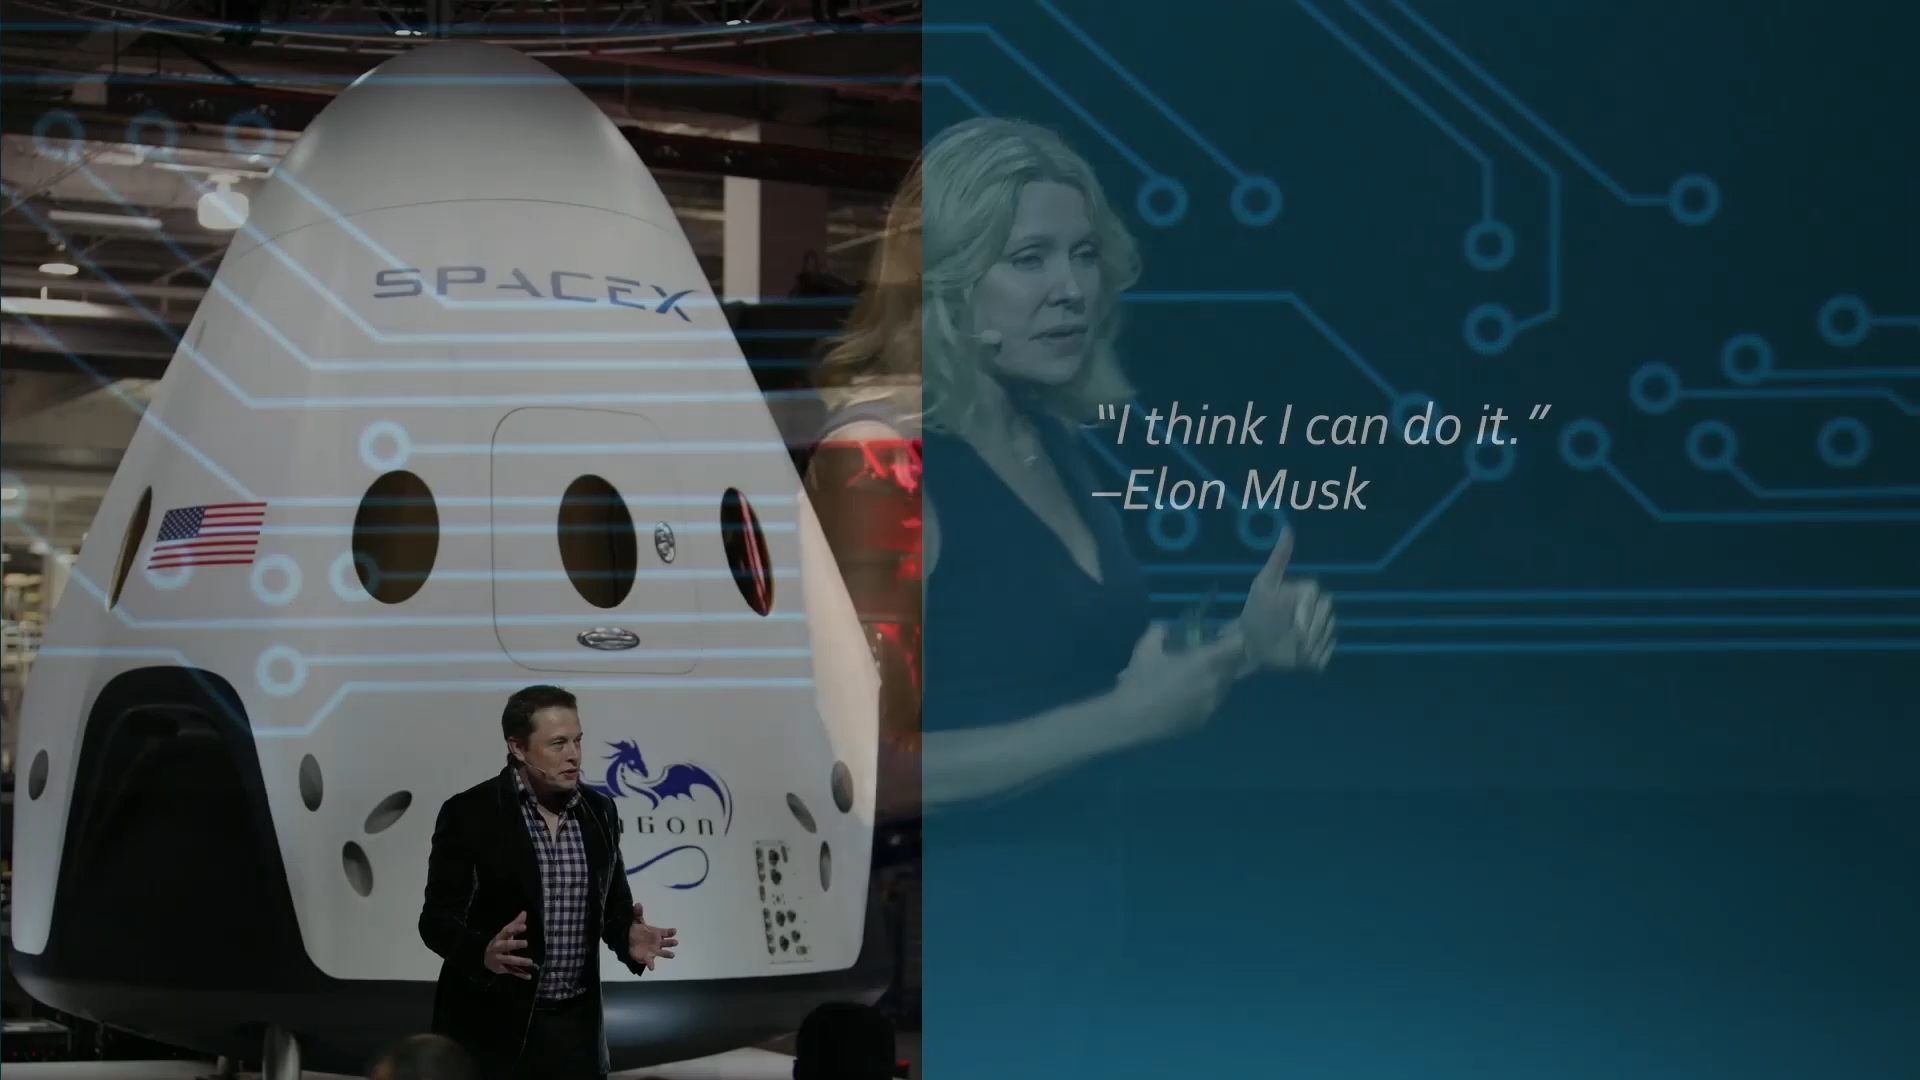 SPACEX
“I think I can do it.”
–Elon Musk